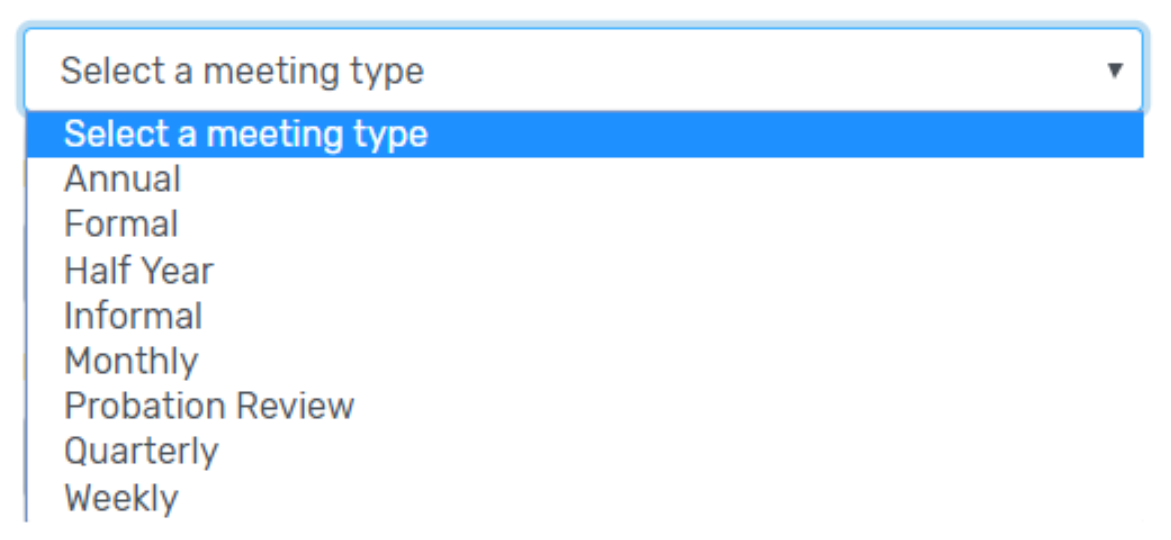 Select a meeting type
Select a meeting type
Annual
Formal
Half Year
Informal
Monthly
Probation Review
Quarterly
Weekly